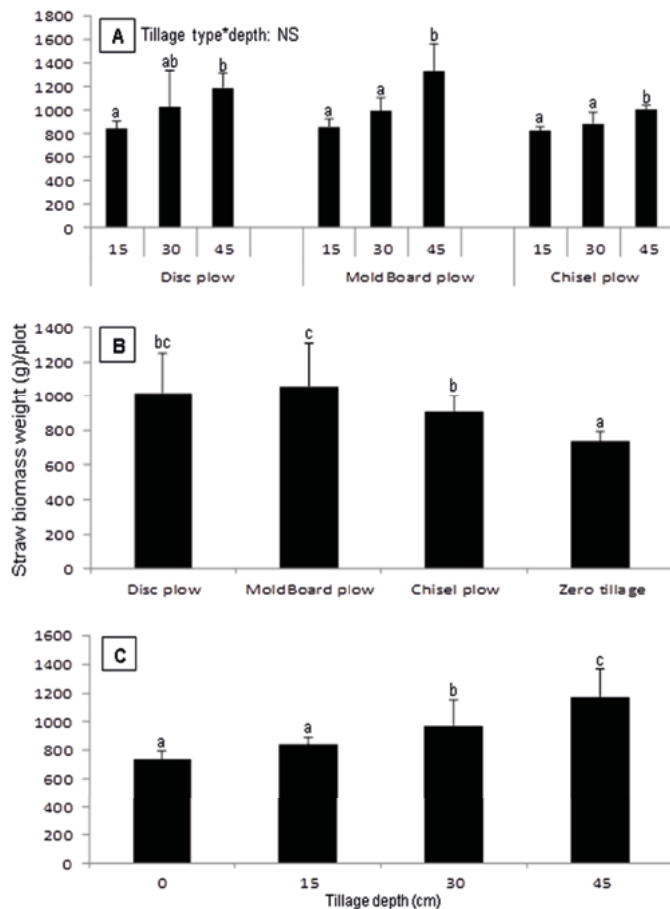 A Tillage type*depth: NS
1800
1600
1400
1200
1000
800
600
400
200
0
a ab b a a b a a b
15 30 45 15 30 45 15 30 45
Disc plow MoldBoard plow Chisel plow
Straw biomass weight (g)/plot
B
1400
1200
1000
800
600
400
200
0
bc c b a
Disc plow MoldBoard plow Chisel plow Zero tillage
C
1600
1400
1200
1000
800
600
400
200
0
a a b c
0 15 30 45
Tillage depth (cm)